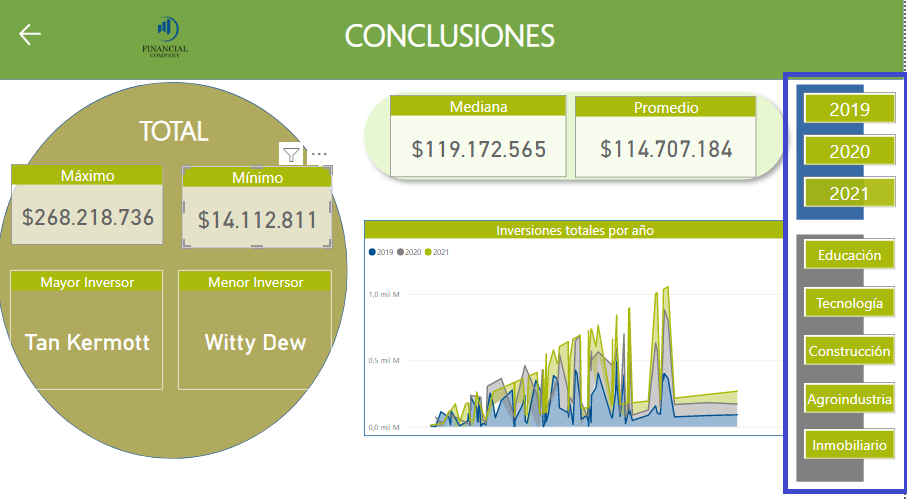 FINANCIAL
COMPANY
CONCLUSIONES
TOTAL
Máximo
$268.218.736
Mínimo
$14.112.811
Mayor Inversor
Tan Kermott
Menor Inversor
Witty Dew
Mediana
$119.172.565
Promedio
$114.707.184
Inversiones totales por año
2019 2020 2021
1,0 mil M
0,5 mil M
0,0 mil M
2019
2020
2021
Educación
Tecnología
Construcción
Agroindustria
Inmobiliario